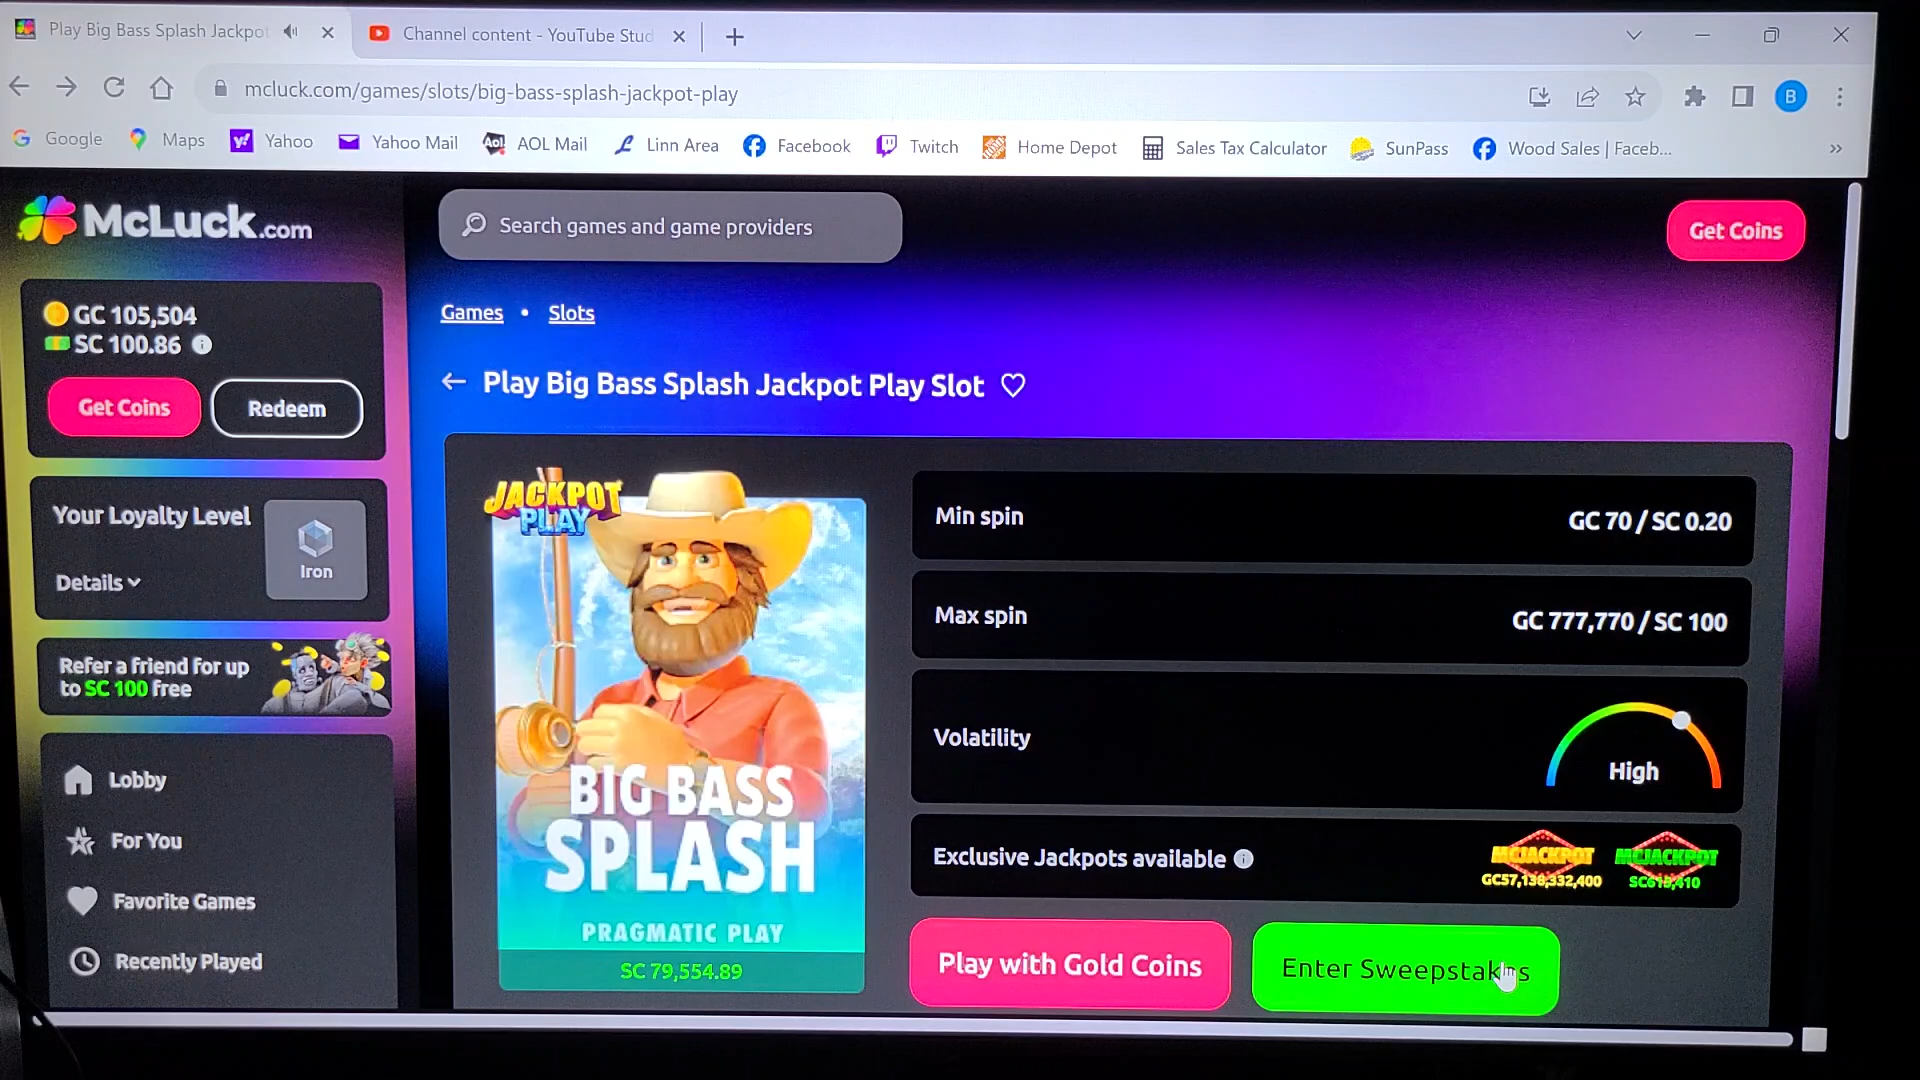 Play Big Bass Splash Jackpot
Channel content - YouTube Stud
mcluck.com/games/slots/big-bass-splash-jackpot-play
B
Google
Maps
Yahoo
Yahoo Mail
Aol.
AOL Mail
Linn Area
Facebook
Twitch
Home Depot
Sales Tax Calculator
SunPass
Wood Sales | Faceb...
McLuck.com
Search games and game providers
Get Coins
GC 105,504
SC 100.86
Get Coins
Redeem
Your Loyalty Level
Details
Iron
Refer a friend for up
to SC 100 free
Lobby
For You
Favorite Games
Recently Played
Games • Slots
Play Big Bass Splash Jackpot Play Slot
JACKPOT
PLAY
BIG BASS
SPLASH
PRAGMATIC PLAY
SC 79,554.89
Min spin
GC 70 / SC 0.20
Max spin
GC 777,770 / SC 100
Volatility
High
Exclusive Jackpots available
MCJACKPOT
MCJACKPOT
Play with Gold Coins
Enter Sweepstakes